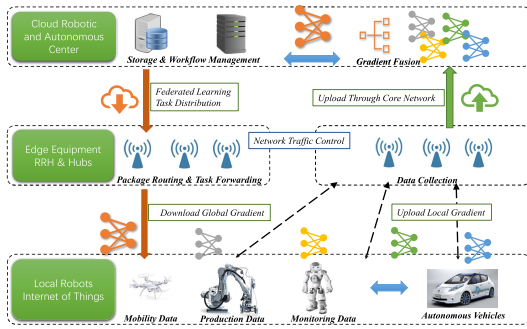 Cloud Robotic
and Autonomous
Center
Storage & Workflow Management
Gradient Fusion
Federated Learning
Task Distribution
Upload Through Core Network
Edge Equipment
RRH & Hubs
Network Traffic Control
Package Routing & Task Forwarding
Data Collection
Download Global Gradient
Upload Local Gradient
Local Robots
Internet of Things
Mobility Data
Production Data
Monitoring Data
Autonomous Vehicles